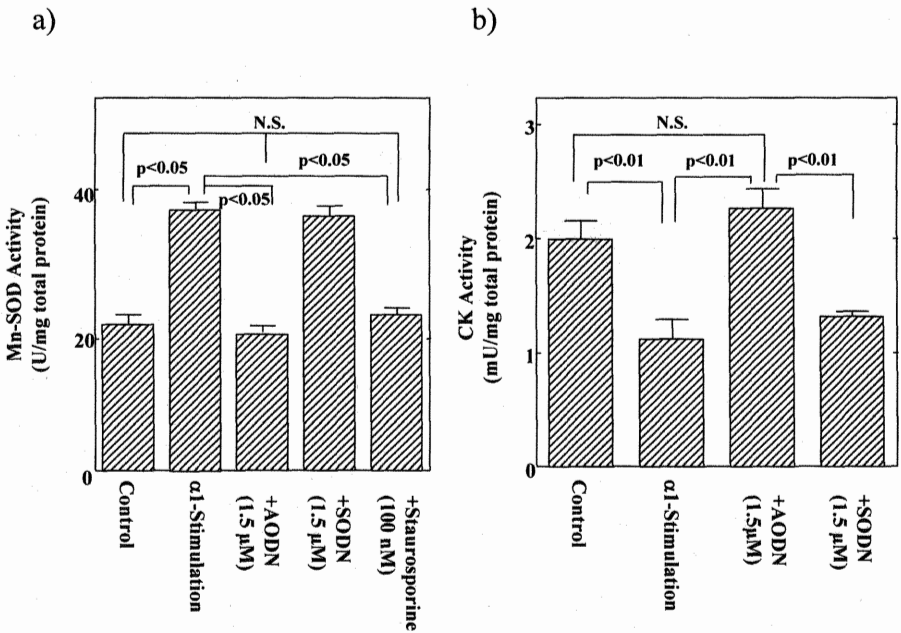 a)
N.S.
p<0.05
p<0.05
p<0.05
40
20
0
Mn-SOD Activity
(U/mg total protein)
Control
α1-Stimulation
+AODN
(1.5 μM)
+SODN
(1.5 μM)
+Staurosporine
(100 nM)
b)
N.S.
p<0.01
p<0.01
p<0.01
3
2
1
0
CK Activity
(mU/mg total protein)
Control
α1-Stimulation
+AODN
(1.5μM)
+SODN
(1.5 μM)